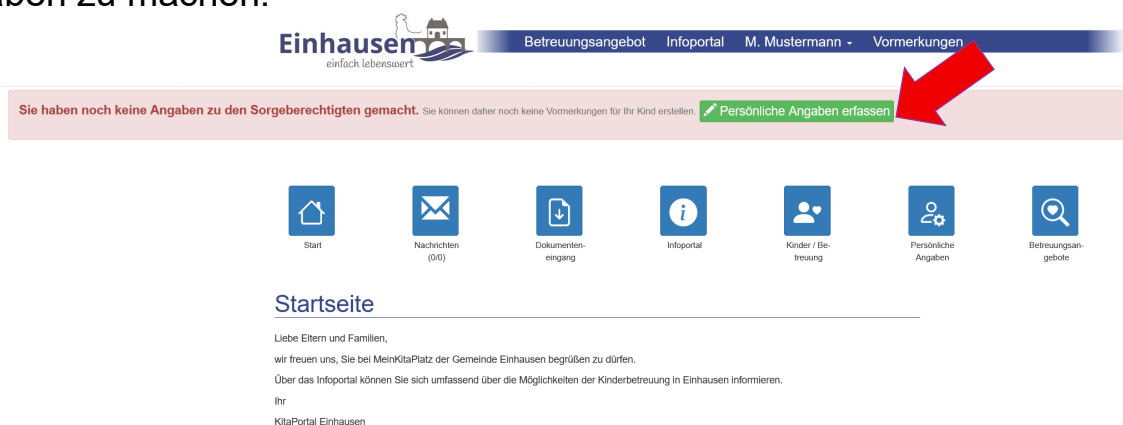 aben zu machen.
Einhausen
einfach lebenswert
Betreuungsangebot Infoportal M. Mustermann Vormerkungen
Sie haben noch keine Angaben zu den Sorgeberechtigten gemacht. Sie können daher noch keine Vormerkungen für Ihr Kind erstellen. Persönliche Angaben erfassen
Start
Nachrichten
(0/0)
Dokumenten-
eingang
Infoportal
Kinder / Be-
treuung
Persönliche
Angaben
Betreuungsan-
gebote
Startseite
Liebe Eltern und Familien,
wir freuen uns, Sie bei MeinKitaPlatz der Gemeinde Einhausen begrüßen zu dürfen.
Über das Infoportal können Sie sich umfassend über die Möglichkeiten der Kinderbetreuung in Einhausen informieren.
Ihr
KitaPortal Einhausen